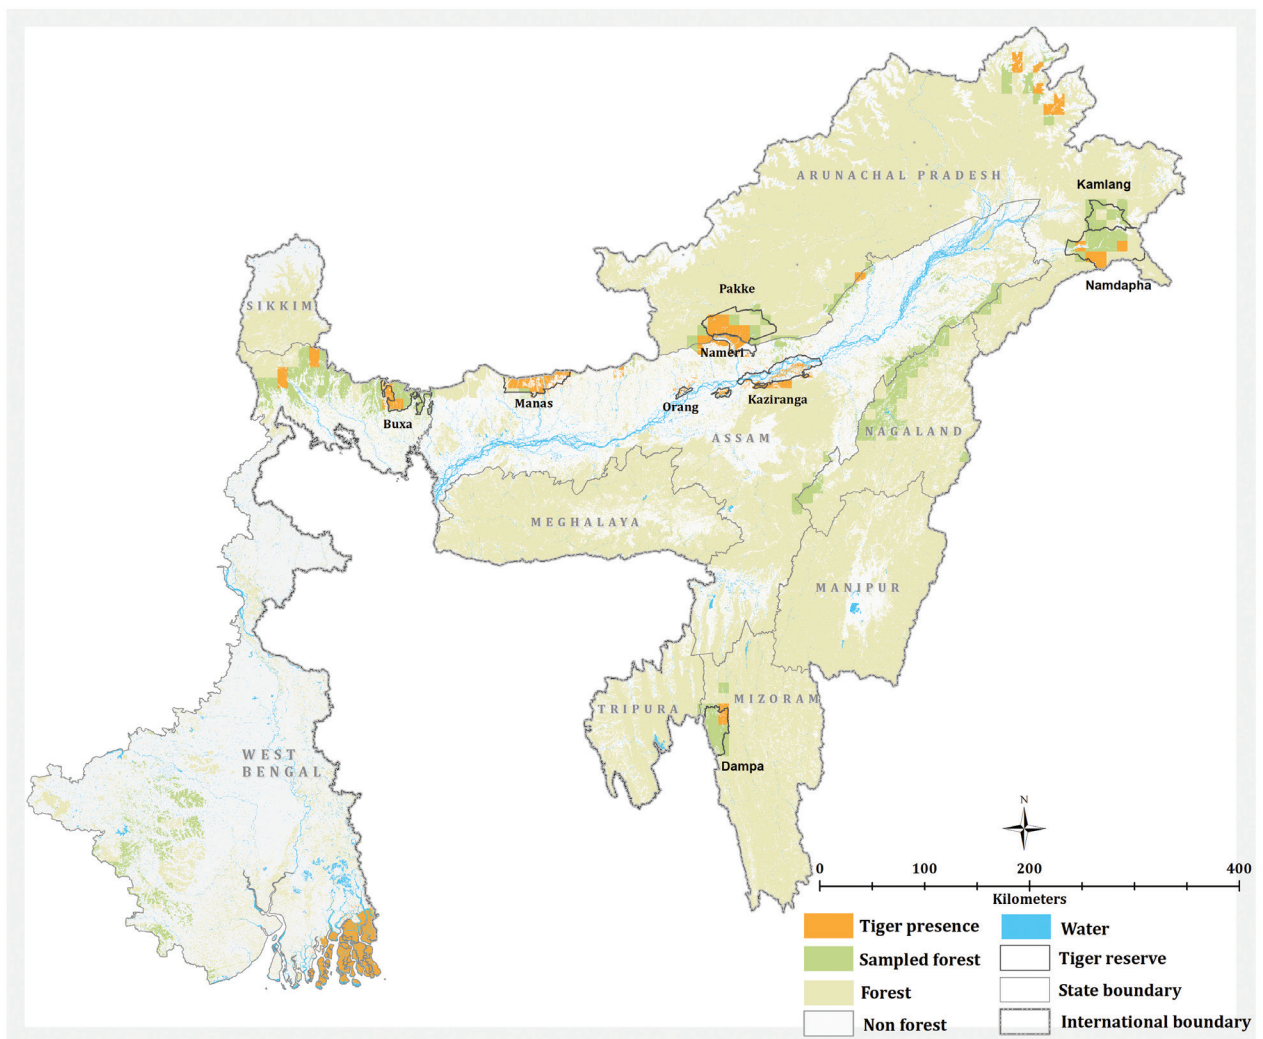 ARUNACHAL PRADESH
Kamlang
Namdapha
SIKKIM
Pakke
Nameri
Manas
Buxa
Orang
Kaziranga
ASSAM
NAGALAND
MEGHALAYA
MANIPUR
TRIPURA
MIZORAM
Dampa
WEST
BENGAL
N
0 100 200 400
Kilometers
Tiger presence
Water
Sampled forest
Tiger reserve
Forest
State boundary
Non forest
International boundary